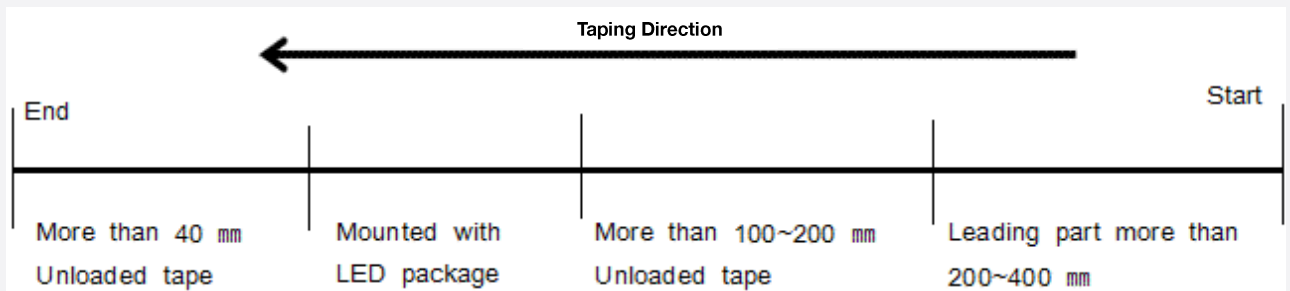 Taping Direction
End
Start
More than 40 ㎜
Unloaded tape
Mounted with
LED package
More than 100~200 ㎜
Unloaded tape
Leading part more than
200~400 ㎜